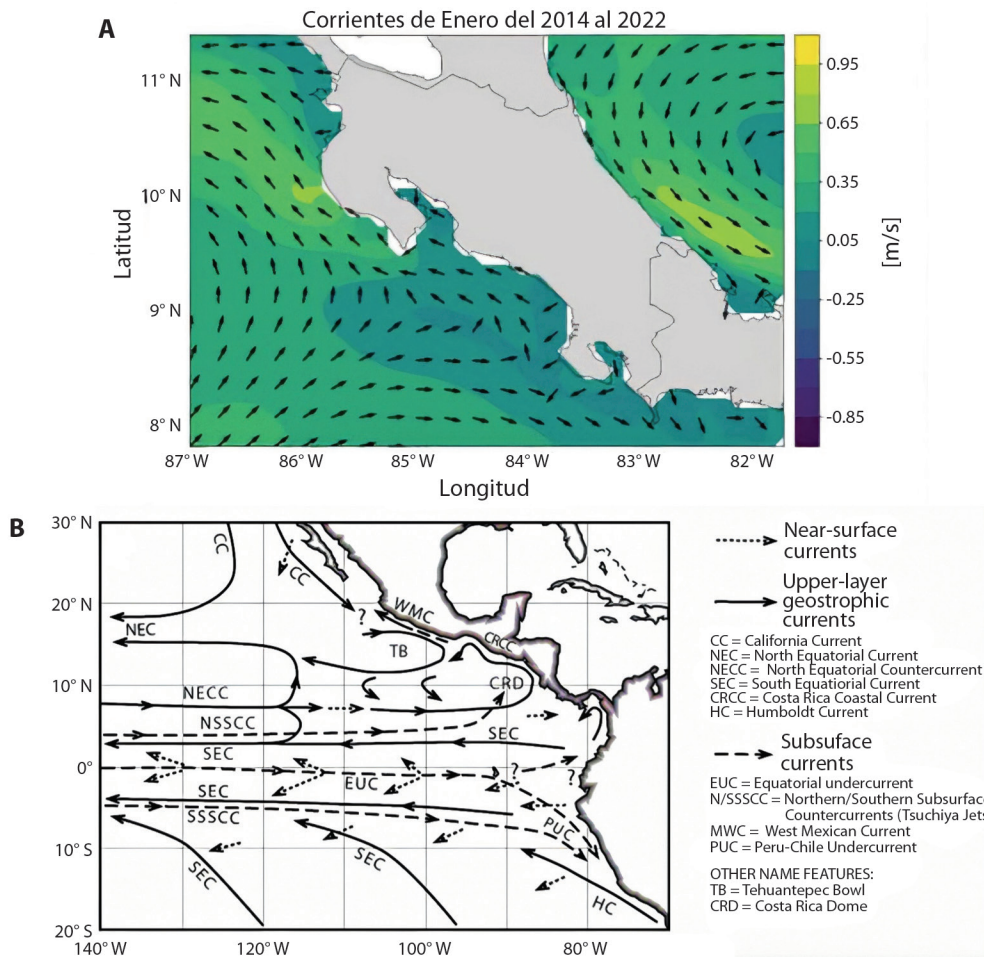 A
Corrientes de Enero del 2014 al 2022
11° N
10° N
9° N
8° N
Latitud
87° W
86° W
85° W
84° W
83° W
82° W
Longitud
0.95
0.65
0.35
0.05
-0.25
-0.55
-0.85
[m/s]
B
30° N
20° N
10° N
0°
10° S
20° S
140° W
120° W
100° W
80° W
CC
CC
?
WMC
NEC
TB
CRCC
NECC
CRD
NSSCC
SEC
SEC
EUC
?
?
SEC
SSSCC
PUC
SEC
SEC
HC
Near-surface
currents
Upper-layer
geostrophic
currents
CC = California Current
NEC = North Equatorial Current
NECC = North Equatorial Countercurrent
SEC = South Equatorial Current
CRCC = Costa Rica Coastal Current
HC = Humboldt Current
Subsuface
currents
EUC = Equatorial undercurrent
N/SSSCC = Northern/Southern Subsurface
Countercurrents (Tsuchiya Jets
MWC = West Mexican Current
PUC = Peru-Chile Undercurrent
OTHER NAME FEATURES:
TB = Tehuantepec Bowl
CRD = Costa Rica Dome